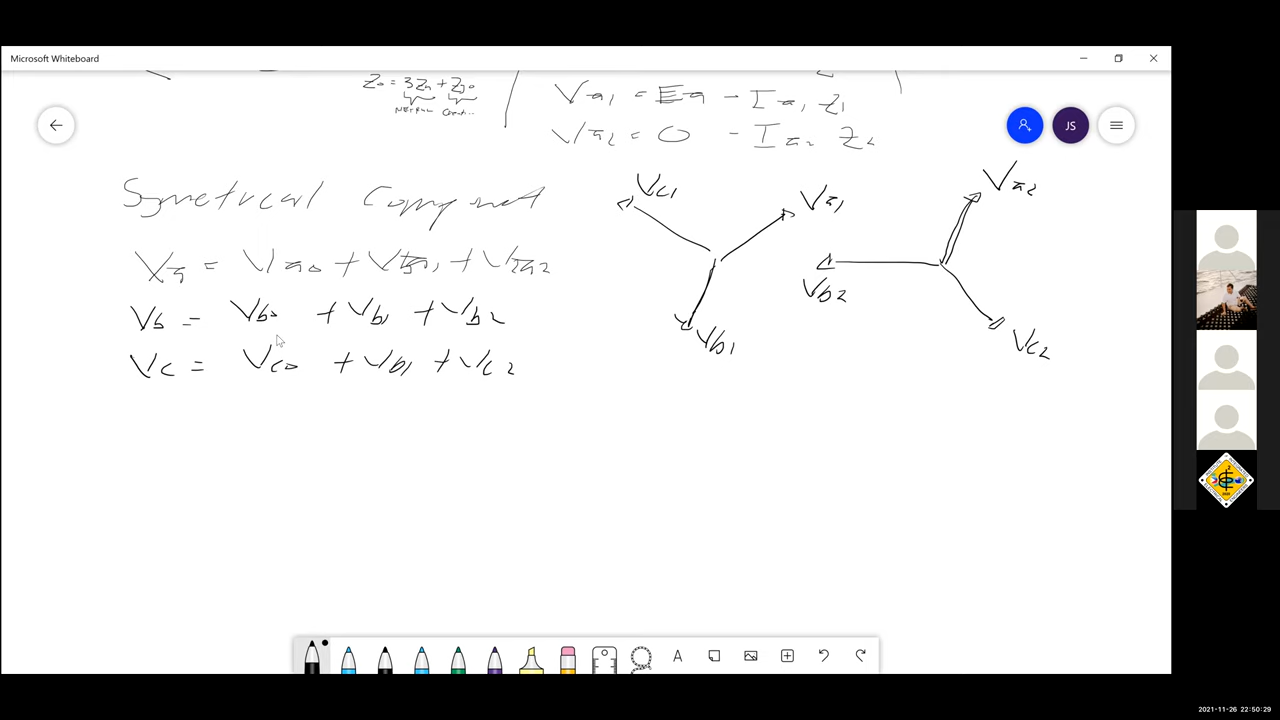 Microsoft Whiteboard
Z0 = 3Zn + Zg0
Va1 = Ea - Ia1 Z1
Va2 = 0 - Ia2 Z2
JS
Symetrical Component
Va = Va0 + Va1 + Va2
Vb = Vb0 + Vb1 + Vb2
Vc = Vc0 + Vb1 + Vc2
Vc1
Va1
Vb1
Va2
Vb2
Vc2
A
2021-11-26 22:50:29